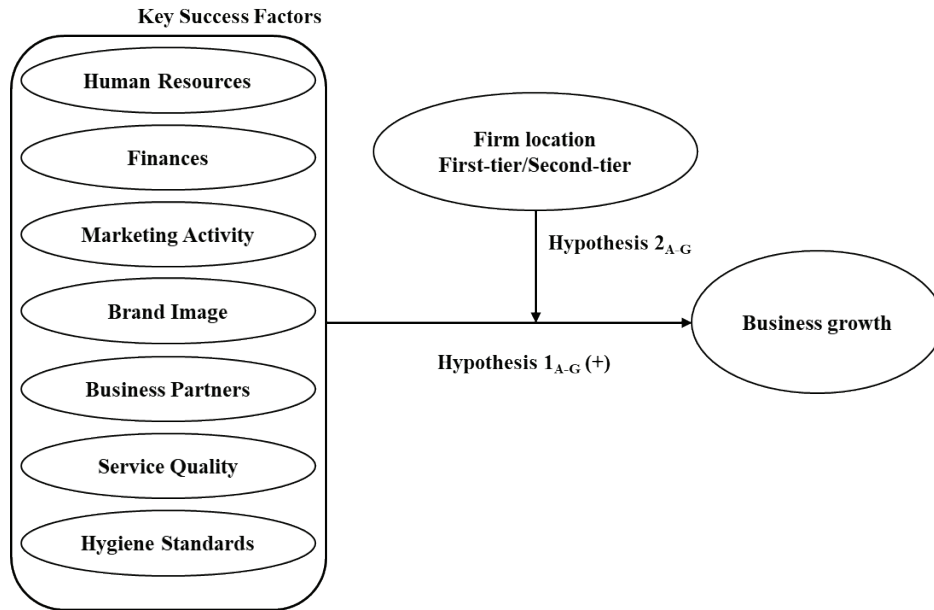 Key Success Factors
Human Resources
Finances
Marketing Activity
Brand Image
Business Partners
Service Quality
Hygiene Standards
Firm location
First-tier/Second-tier
Hypothesis 2A-G
Hypothesis 1A-G (+)
Business growth